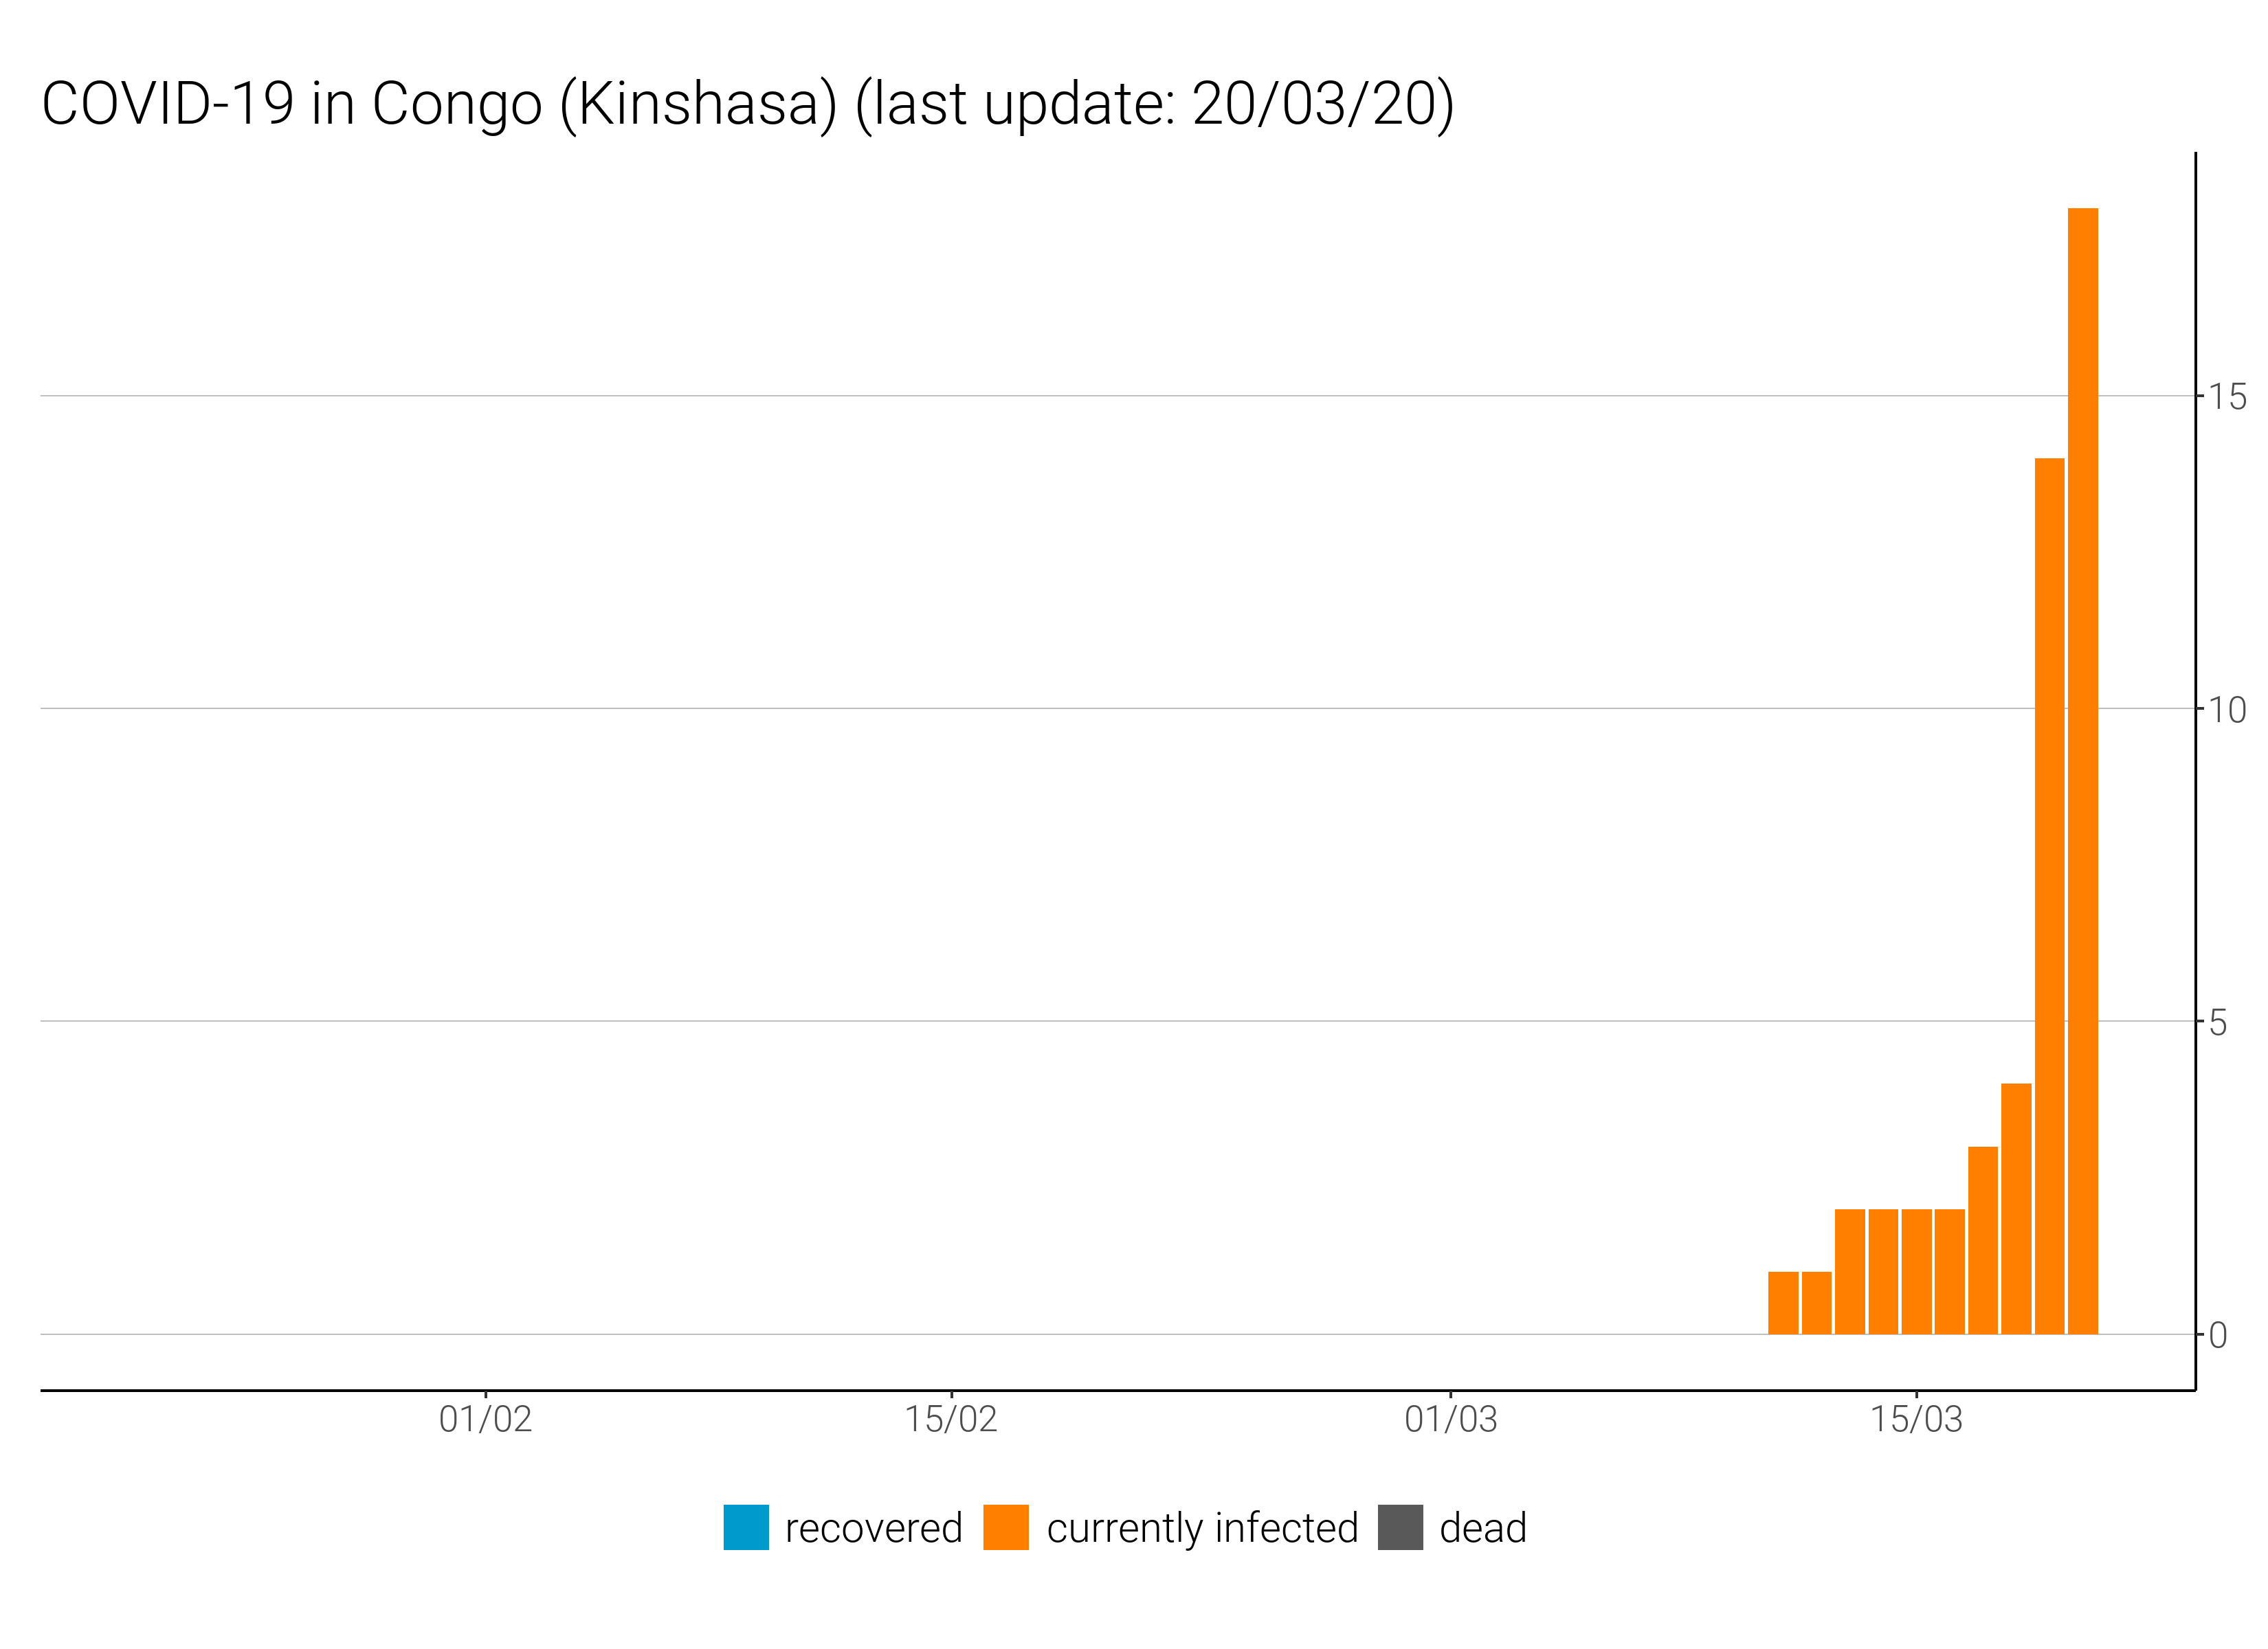 COVID-19 in Congo (Kinshasa) (last update: 20/03/20)
15
10
5
0
01/02 15/02 01/03 15/03
recovered currently infected dead